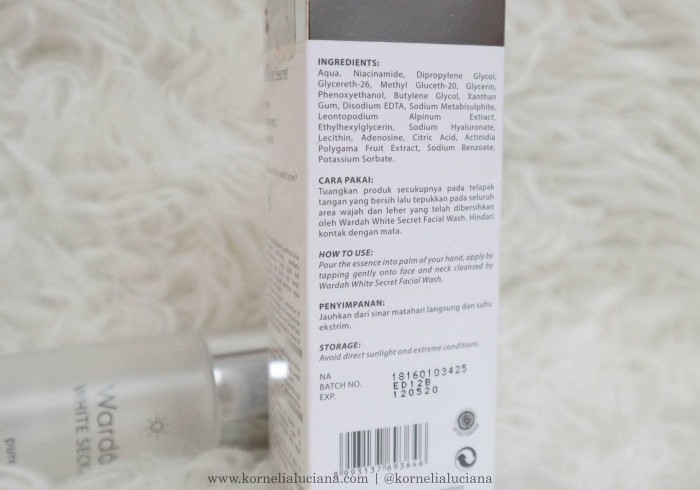 Secret
INGREDIENTS:
Aqua, Niacinamide, Dipropylene Glycol,
Glycereth-26, Methyl Gluceth-20, Glycerin,
Phenoxyethanol, Butylene Glycol, Xanthan
Gum, Disodium EDTA, Sodium Metabisulphite,
Leontopodium Alpinum Extract,
Ethylhexylglycerin, Sodium Hyaluronate,
Lecithin, Adenosine, Citric Acid, Actinidia
Polygama Fruit Extract, Sodium Benzoate,
Potassium Sorbate.
CARA PAKAI:
Tuangkan produk secukupnya pada telapak
tangan yang bersih lalu tepukkan pada seluruh
area wajah dan leher yang telah dibersihkan
oleh Wardah White Secret Facial Wash. Hindari
kontak dengan mata.
HOW TO USE:
Pour the essence into palm of your hand, apply by
tapping gently onto face and neck cleansed by
Wardah White Secret Facial Wash.
PENYIMPANAN:
Jauhkan dari sinar matahari langsung dan suhu
ekstrim.
STORAGE:
Avoid direct sunlight and extreme conditions.
NA 18160103425
BATCH NO. ED12B
EXP. 120520
8 993137 693646
Warda
WHITE SEC
pur
www.kornelialuciana.com | @kornelialuciana